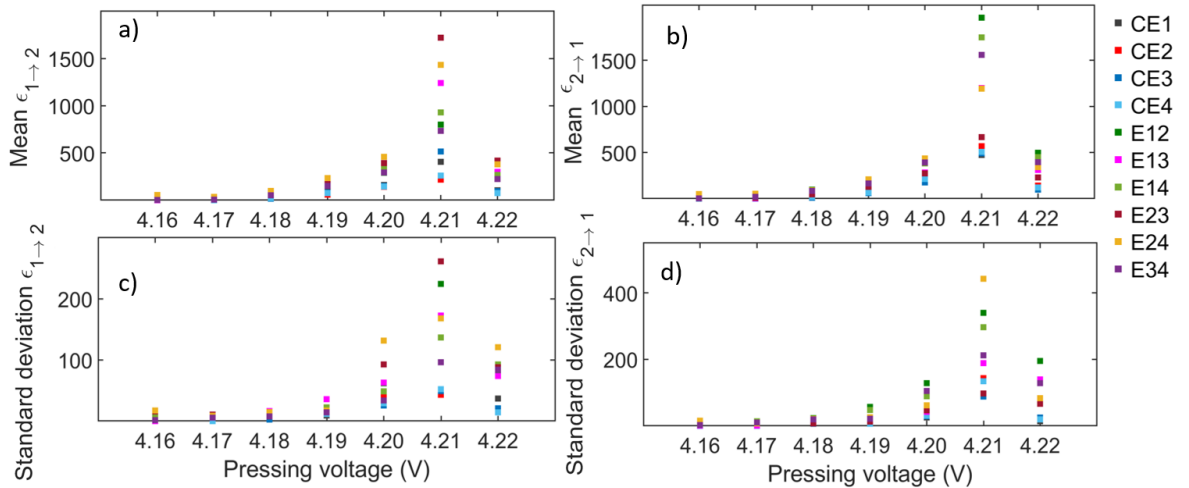 a)
Mean ϵ1→2
1500
1000
500
4.16 4.17 4.18 4.19 4.20 4.21 4.22
b)
Mean ϵ2→1
1500
1000
500
4.16 4.17 4.18 4.19 4.20 4.21 4.22
c)
Standard deviation ϵ1→2
200
100
4.16 4.17 4.18 4.19 4.20 4.21 4.22
Pressing voltage (V)
d)
Standard deviation ϵ2→1
400
200
4.16 4.17 4.18 4.19 4.20 4.21 4.22
Pressing voltage (V)
CE1
CE2
CE3
CE4
E12
E13
E14
E23
E24
E34